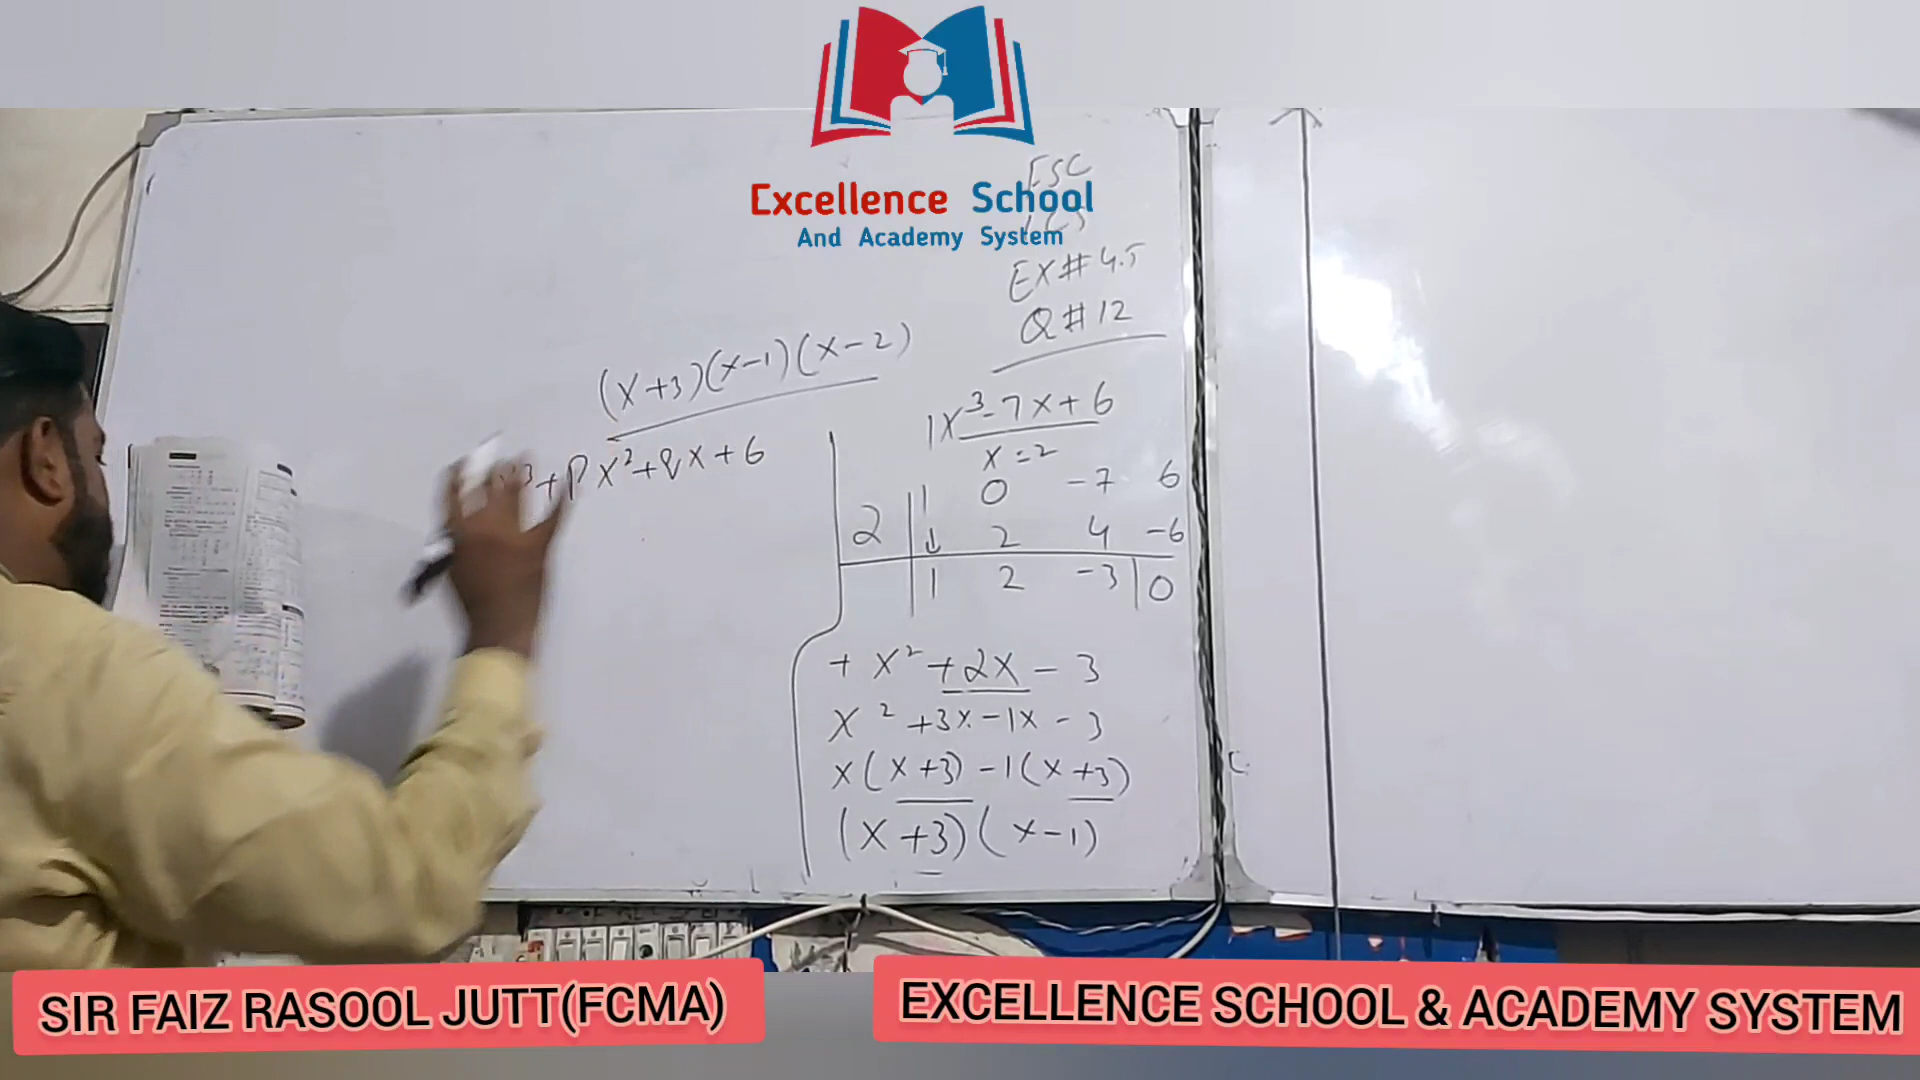 Excellence School
And Academy System
FSC
ICS
EX # 4.5
Q # 12
(x+3)(x-1)(x-2)
x³+Px²+qx+6
1x³-7x+6
x=2
1 0 -7 6
2 ↓ 2 4 -6
1 2 -3 0
+ x² +2x - 3
x² +3x -1x - 3
x(x+3) -1(x+3)
(x+3)(x-1)
SIR FAIZ RASOOL JUTT(FCMA)
EXCELLENCE SCHOOL & ACADEMY SYSTEM